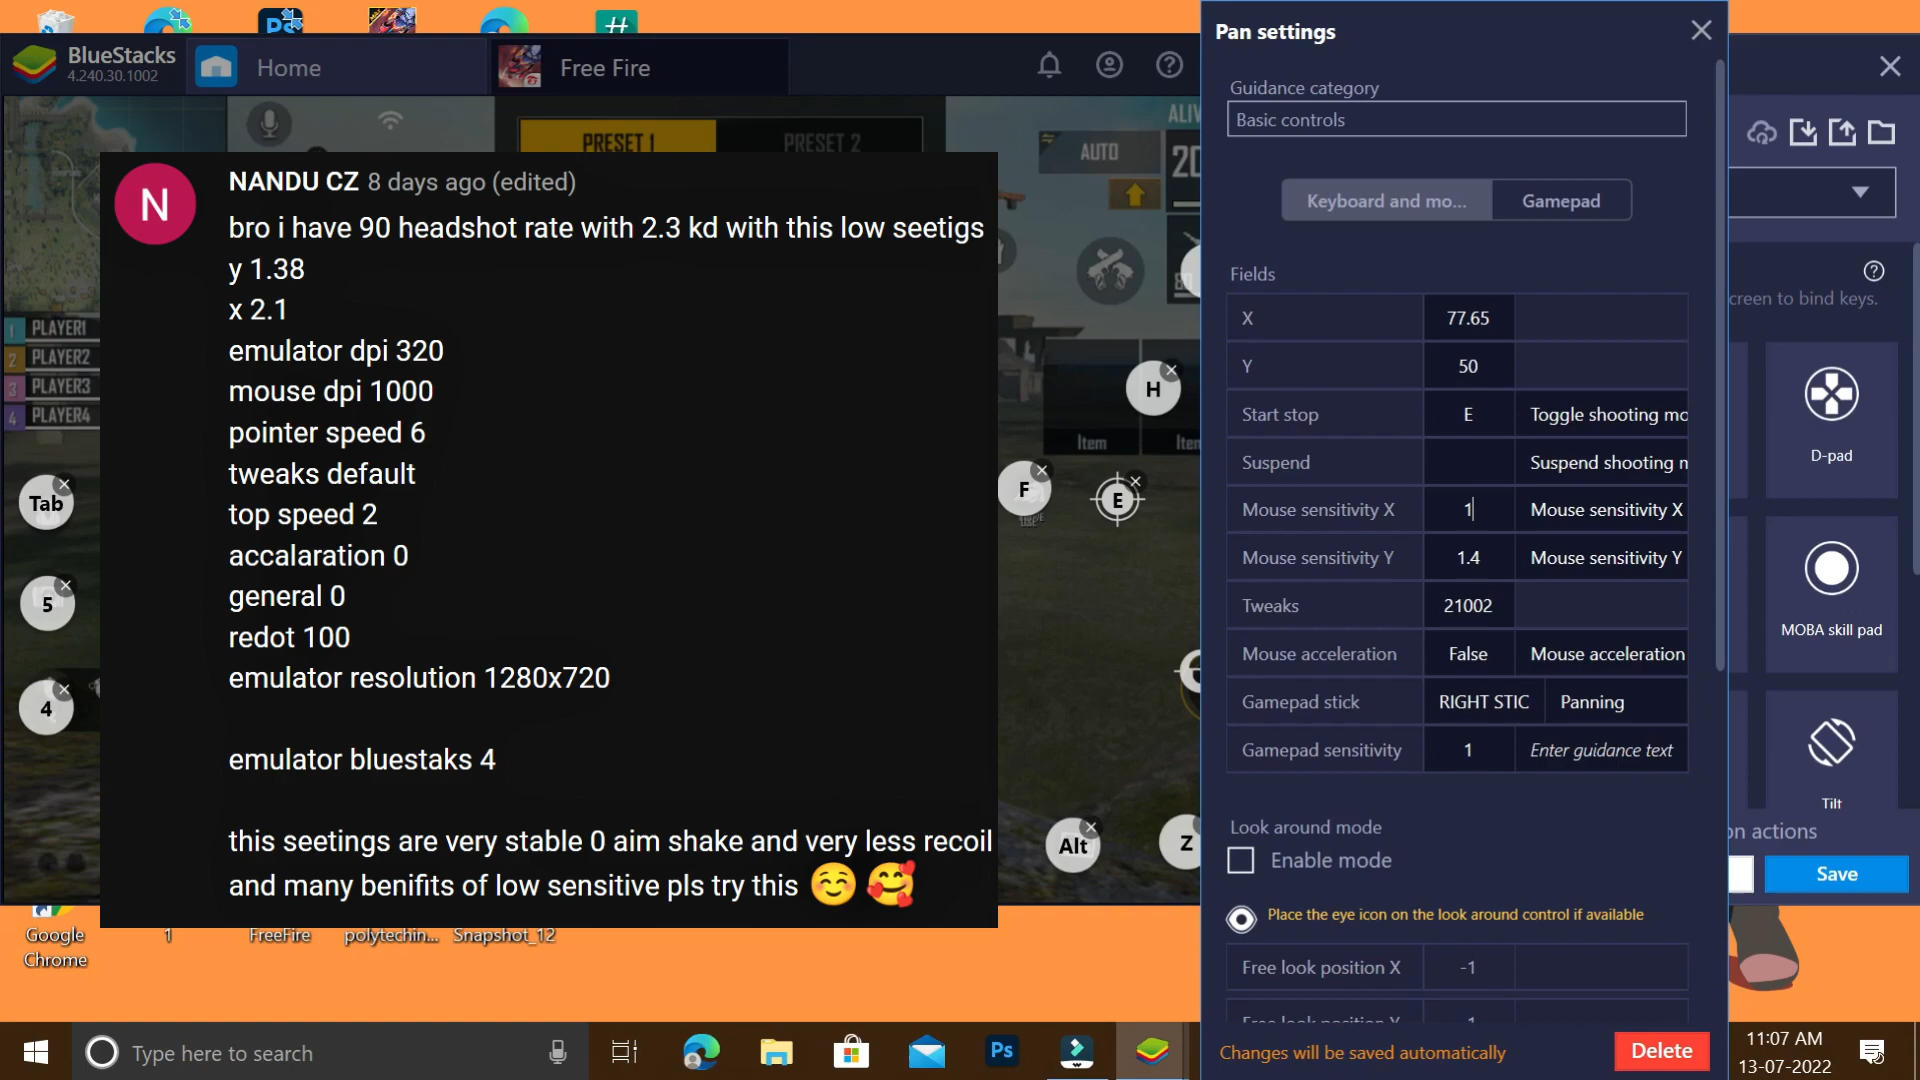 Pan settings
BlueStacks
4.240.30.1002
Home
Free Fire
Guidance category
Basic controls
PRESET 1
PRESET 2
AUTO
Keyboard and mo...
Gamepad
NANDU CZ 8 days ago (edited)
N
bro i have 90 headshot rate with 2.3 kd with this low seetigs
y 1.38
x 2.1
emulator dpi 320
mouse dpi 1000
pointer speed 6
tweaks default
top speed 2
accalaration 0
general 0
redot 100
emulator resolution 1280x720
emulator bluestaks 4
this seetings are very stable 0 aim shake and very less recoil
and many benifits of low sensitive pls try this ☺️ 🥰
1 PLAYER1
2 PLAYER2
3 PLAYER3
4 PLAYER4
Tab
5
4
H
Item
F
E
Alt
Z
Fields
X 77.65
Y 50
Start stop E Toggle shooting mo
Suspend Suspend shooting m
Mouse sensitivity X 1 Mouse sensitivity X
Mouse sensitivity Y 1.4 Mouse sensitivity Y
Tweaks 21002
Mouse acceleration False Mouse acceleration
Gamepad stick RIGHT STIC Panning
Gamepad sensitivity 1 Enter guidance text
Look around mode
Enable mode
Place the eye icon on the look around control if available
Free look position X -1
Changes will be saved automatically
Delete
creen to bind keys.
D-pad
MOBA skill pad
Tilt
on actions
Save
Google
Chrome
1
FreeFire
polytechin...
Snapshot_12
Type here to search
Ps
11:07 AM
13-07-2022